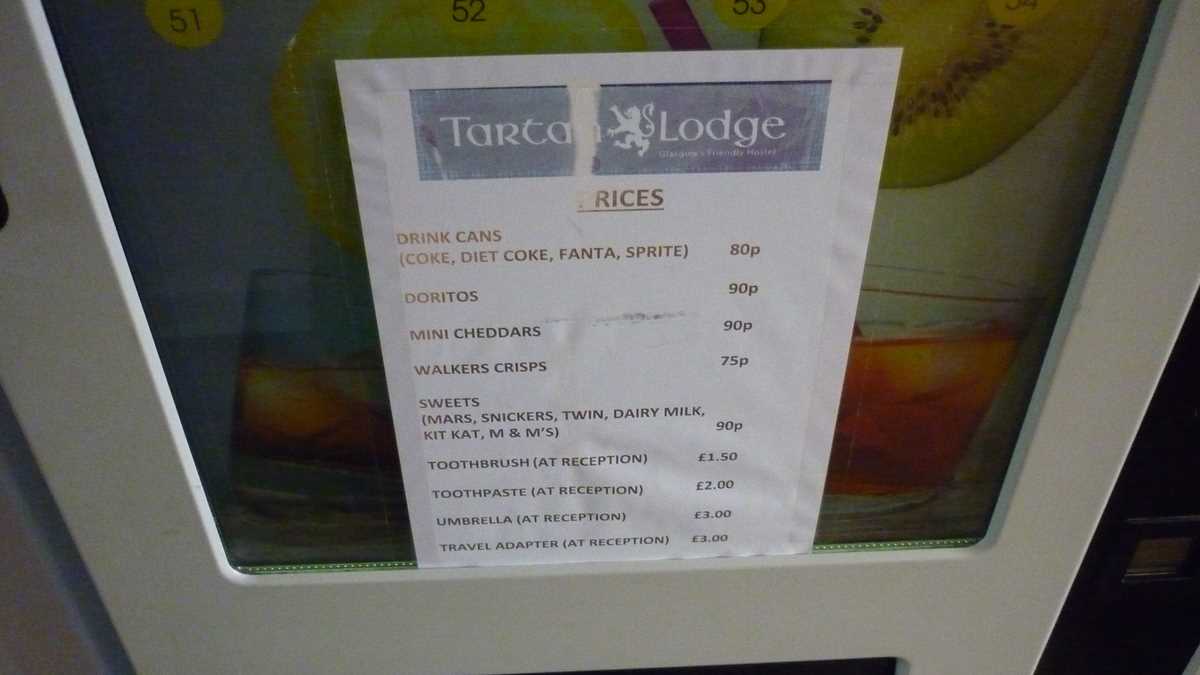 51
52
53
54
Tartan Lodge
Glasgow's Friendly Hostel
PRICES
DRINK CANS
(COKE, DIET COKE, FANTA, SPRITE) 80p
DORITOS 90p
MINI CHEDDARS 90p
WALKERS CRISPS 75p
SWEETS
(MARS, SNICKERS, TWIN, DAIRY MILK,
KIT KAT, M & M'S) 90p
TOOTHBRUSH (AT RECEPTION) £1.50
TOOTHPASTE (AT RECEPTION) £2.00
UMBRELLA (AT RECEPTION) £3.00
TRAVEL ADAPTER (AT RECEPTION) £3.00